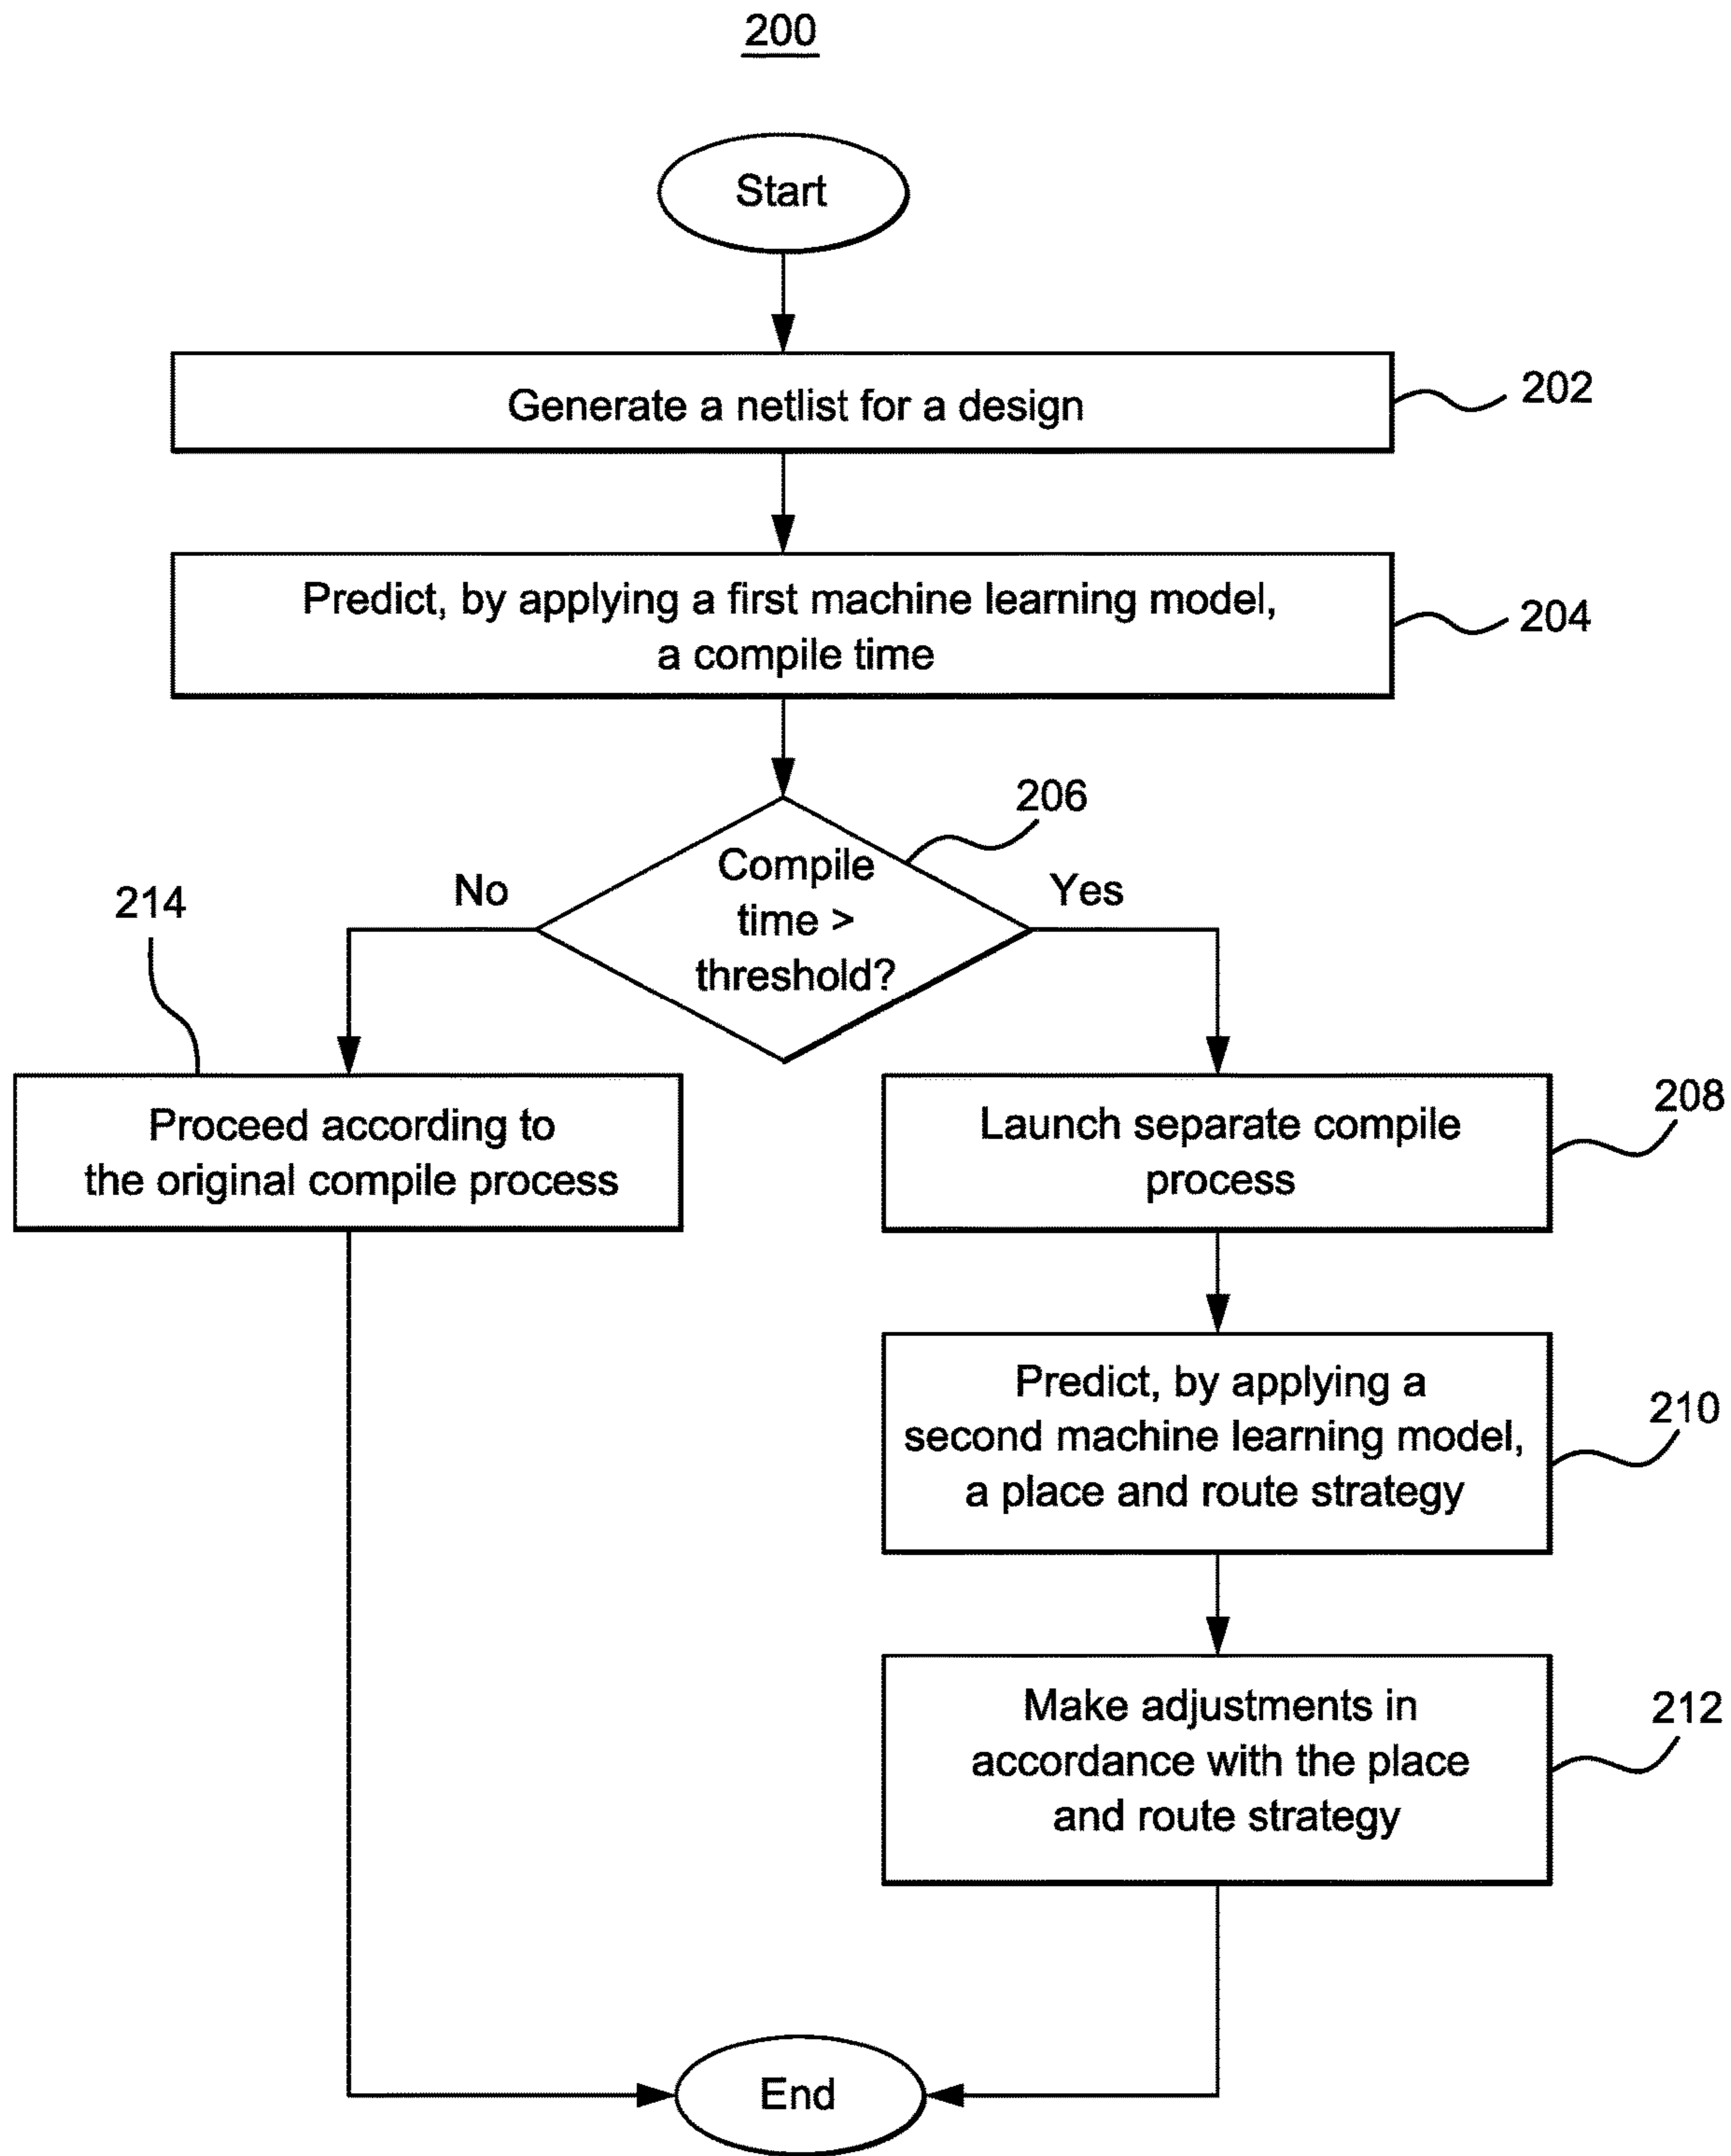 200
Start
Generate a netlist for a design
202
Predict, by applying a first machine learning model,
a compile time
204
206
Compile
time >
threshold?
No
Yes
214
Proceed according to
the original compile process
Launch separate compile
process
208
Predict, by applying a
second machine learning model,
a place and route strategy
210
Make adjustments in
accordance with the place
and route strategy
212
End